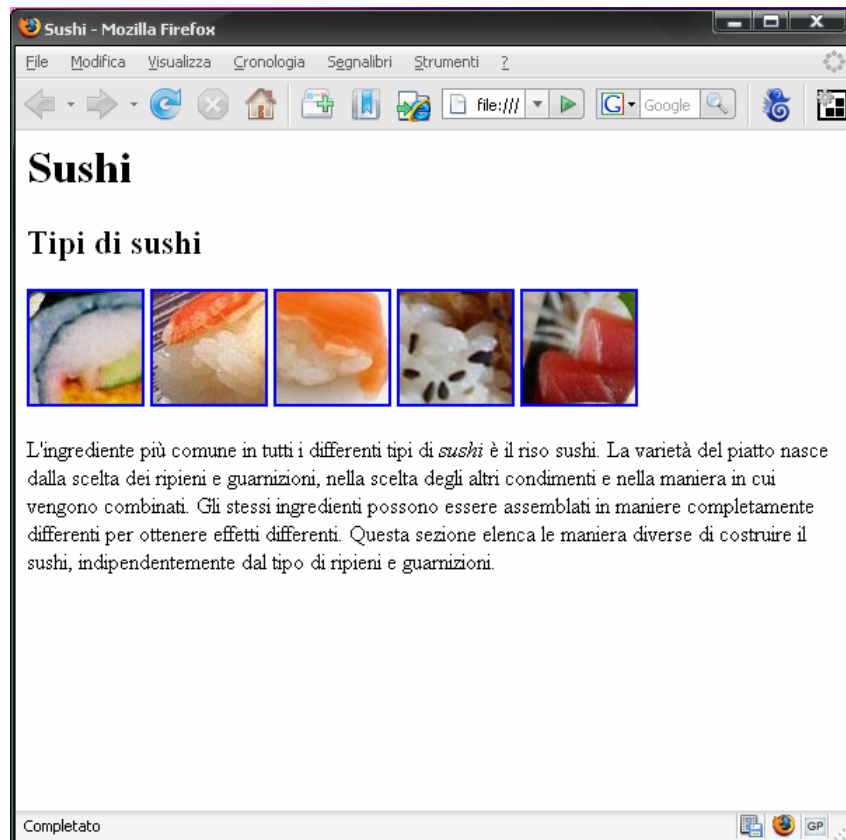 Sushi - Mozilla Firefox
File Modifica Visualizza Cronologia Segnalibri Strumenti ?
file:/// G Google
Sushi
Tipi di sushi
L'ingrediente più comune in tutti i differenti tipi di sushi è il riso sushi. La varietà del piatto nasce
dalla scelta dei ripieni e guarnizioni, nella scelta degli altri condimenti e nella maniera in cui
vengono combinati. Gli stessi ingredienti possono essere assemblati in maniere completamente
differenti per ottenere effetti differenti. Questa sezione elenca le maniera diverse di costruire il
sushi, indipendentemente dal tipo di ripieni e guarnizioni.
Completato GP